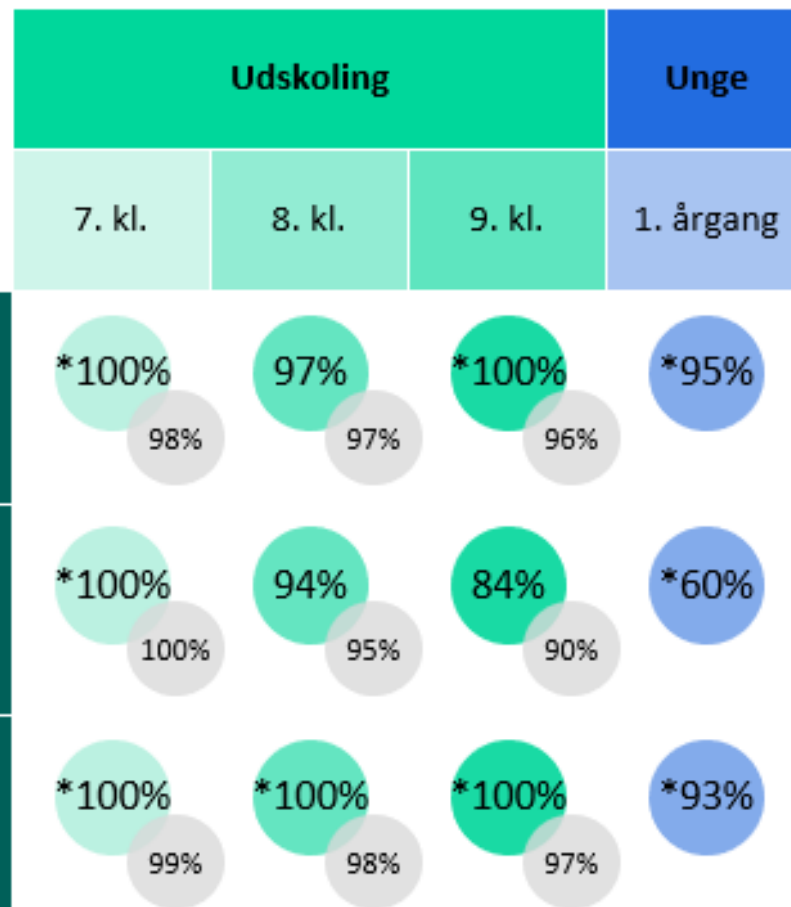 Udskoling Unge
7. kl. 8. kl. 9. kl. 1. årgang
*100% 97% *100% *95%
98% 97% 96%
*100% 94% 84% *60%
100% 95% 90%
*100% *100% *100% *93%
99% 98% 97%